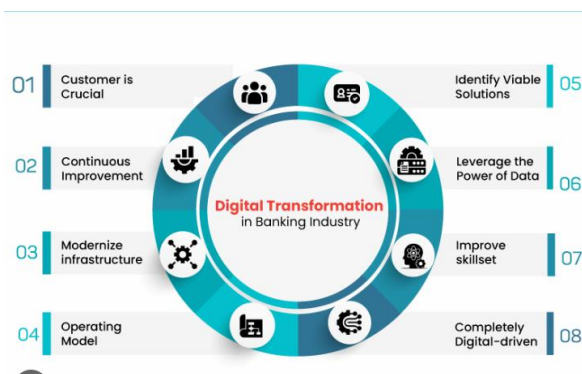 01
Customer is
Crucial
02
Continuous
Improvement
03
Modernize
infrastructure
04
Operating
Model
Digital Transformation
in Banking Industry
Identify Viable
Solutions
05
Leverage the
Power of Data
06
Improve
skillset
07
Completely
Digital-driven
08